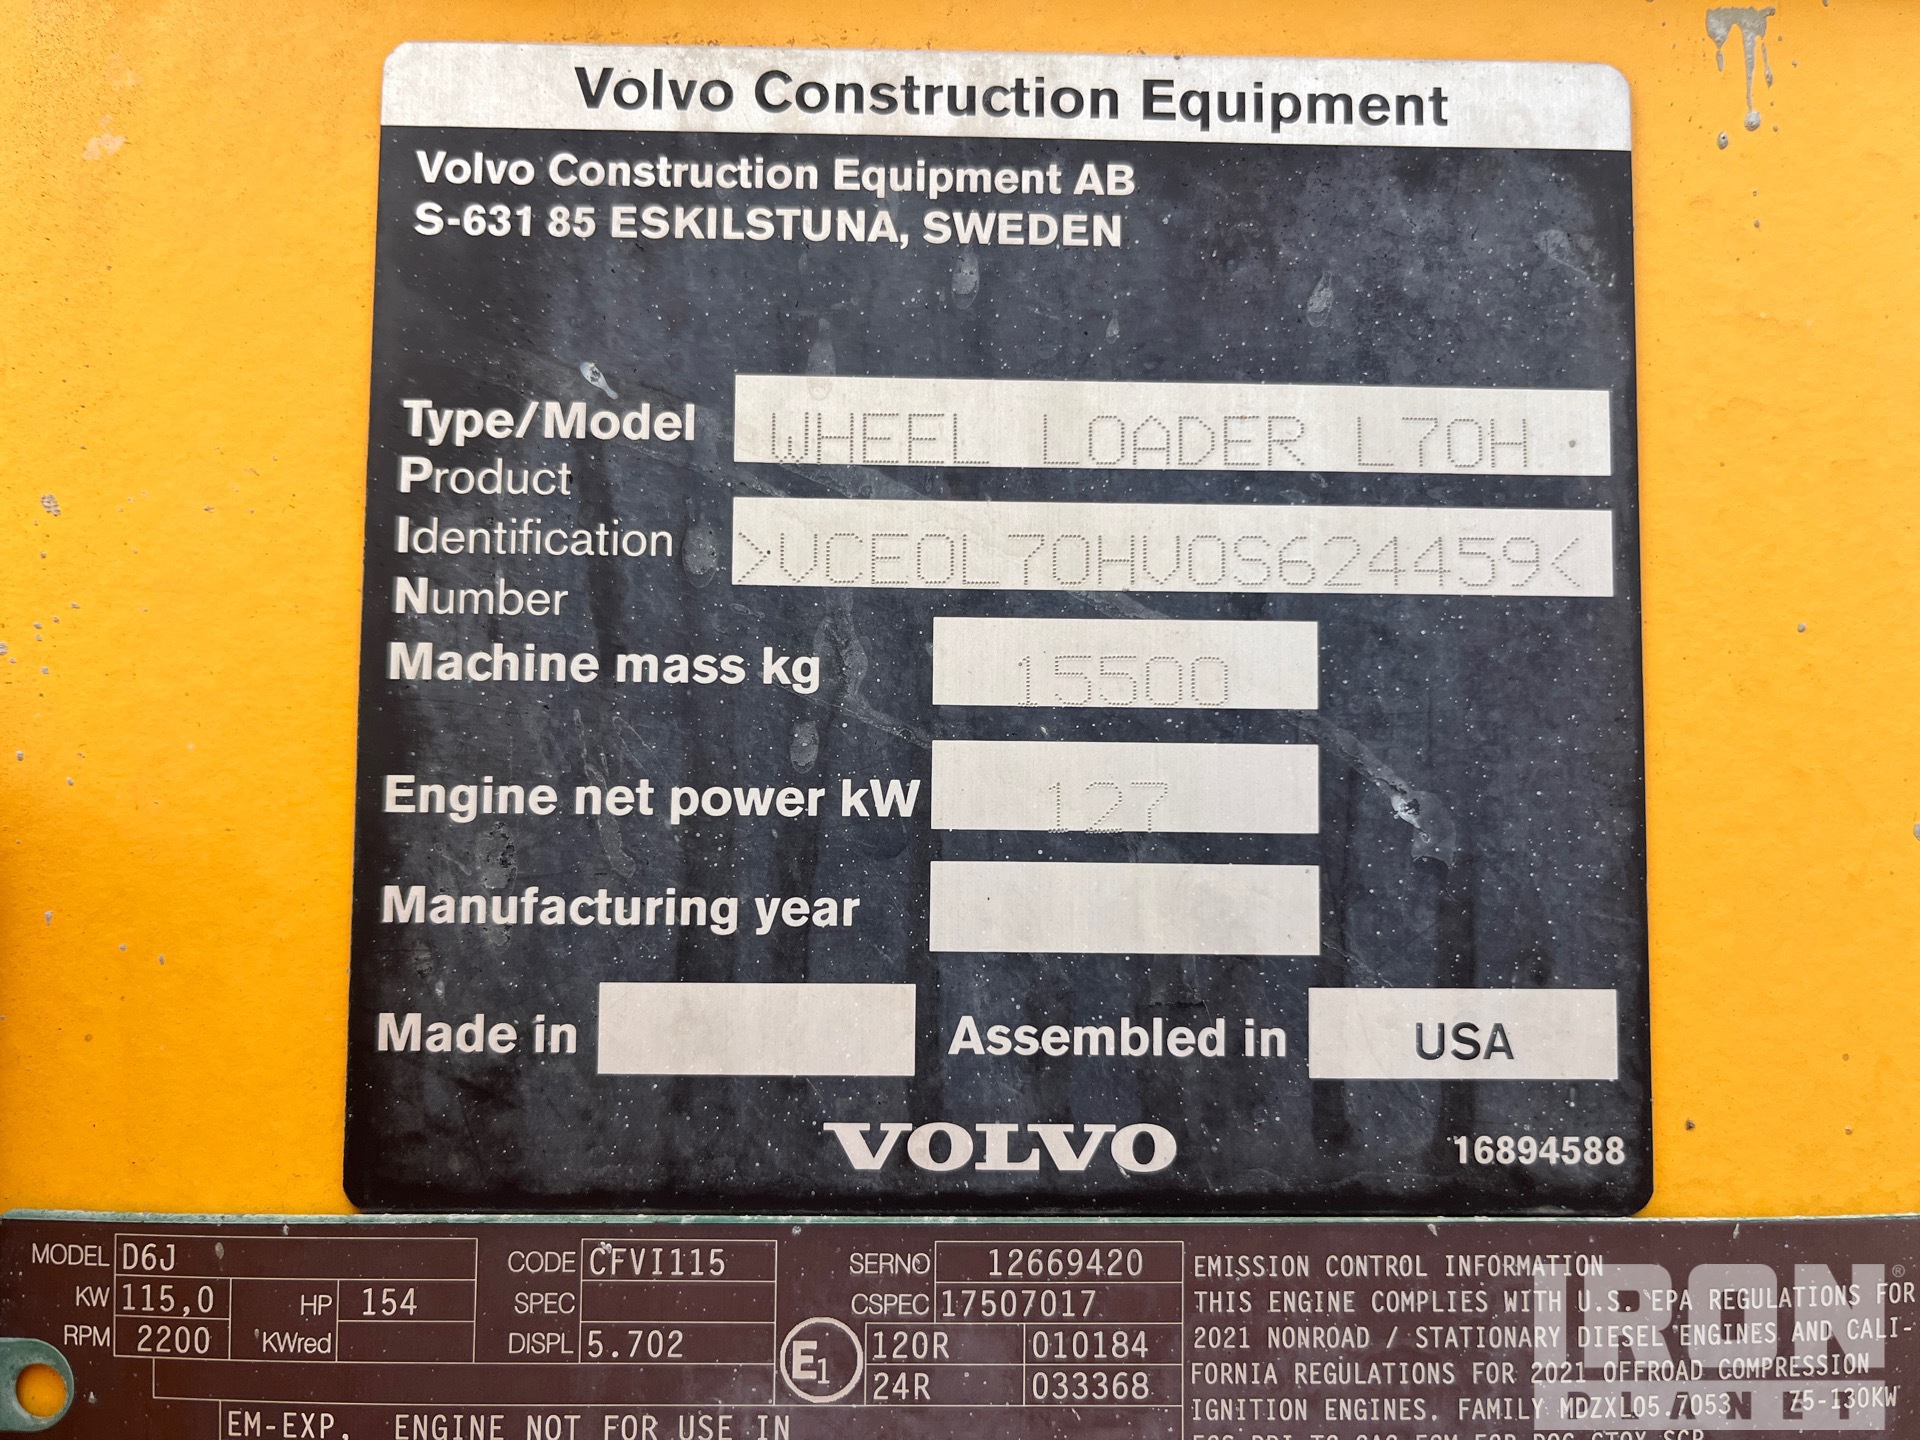 Volvo Construction Equipment
Volvo Construction Equipment AB
S-631 85 ESKILSTUNA, SWEDEN
Type/Model WHEEL LOADER L70H
Product
Identification >VCE0L70HV0S624459<
Number
Machine mass kg 15500
Engine net power kW 127
Manufacturing year
Made in Assembled in USA
VOLVO 16894588
MODEL D6J CODE CFVI115 SERNO 12669420
KW 115,0 HP 154 SPEC CSPEC 17507017
RPM 2200 KWred DISPL 5.702 E1 120R 010184
24R 033368
EM-EXP. ENGINE NOT FOR USE IN
EMISSION CONTROL INFORMATION
THIS ENGINE COMPLIES WITH U.S. EPA REGULATIONS FOR
2021 NONROAD / STATIONARY DIESEL ENGINES AND CALI-
FORNIA REGULATIONS FOR 2021 OFFROAD COMPRESSION
IGNITION ENGINES. FAMILY MDZXL05.7053 75-130KW
IRON
PLANET
®